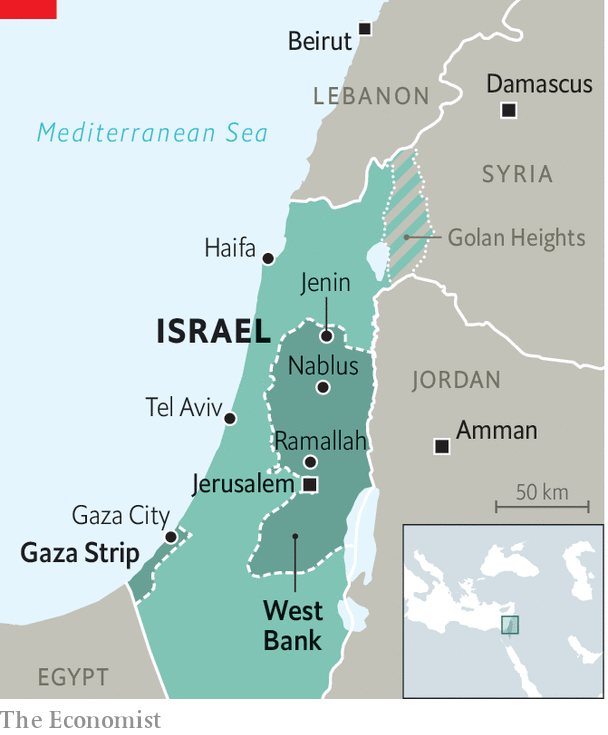 Beirut
LEBANON
Damascus
Mediterranean Sea
SYRIA
Haifa
Golan Heights
Jenin
ISRAEL
Nablus
JORDAN
Tel Aviv
Amman
Ramallah
Jerusalem
50 km
Gaza City
Gaza Strip
West
Bank
EGYPT
The Economist